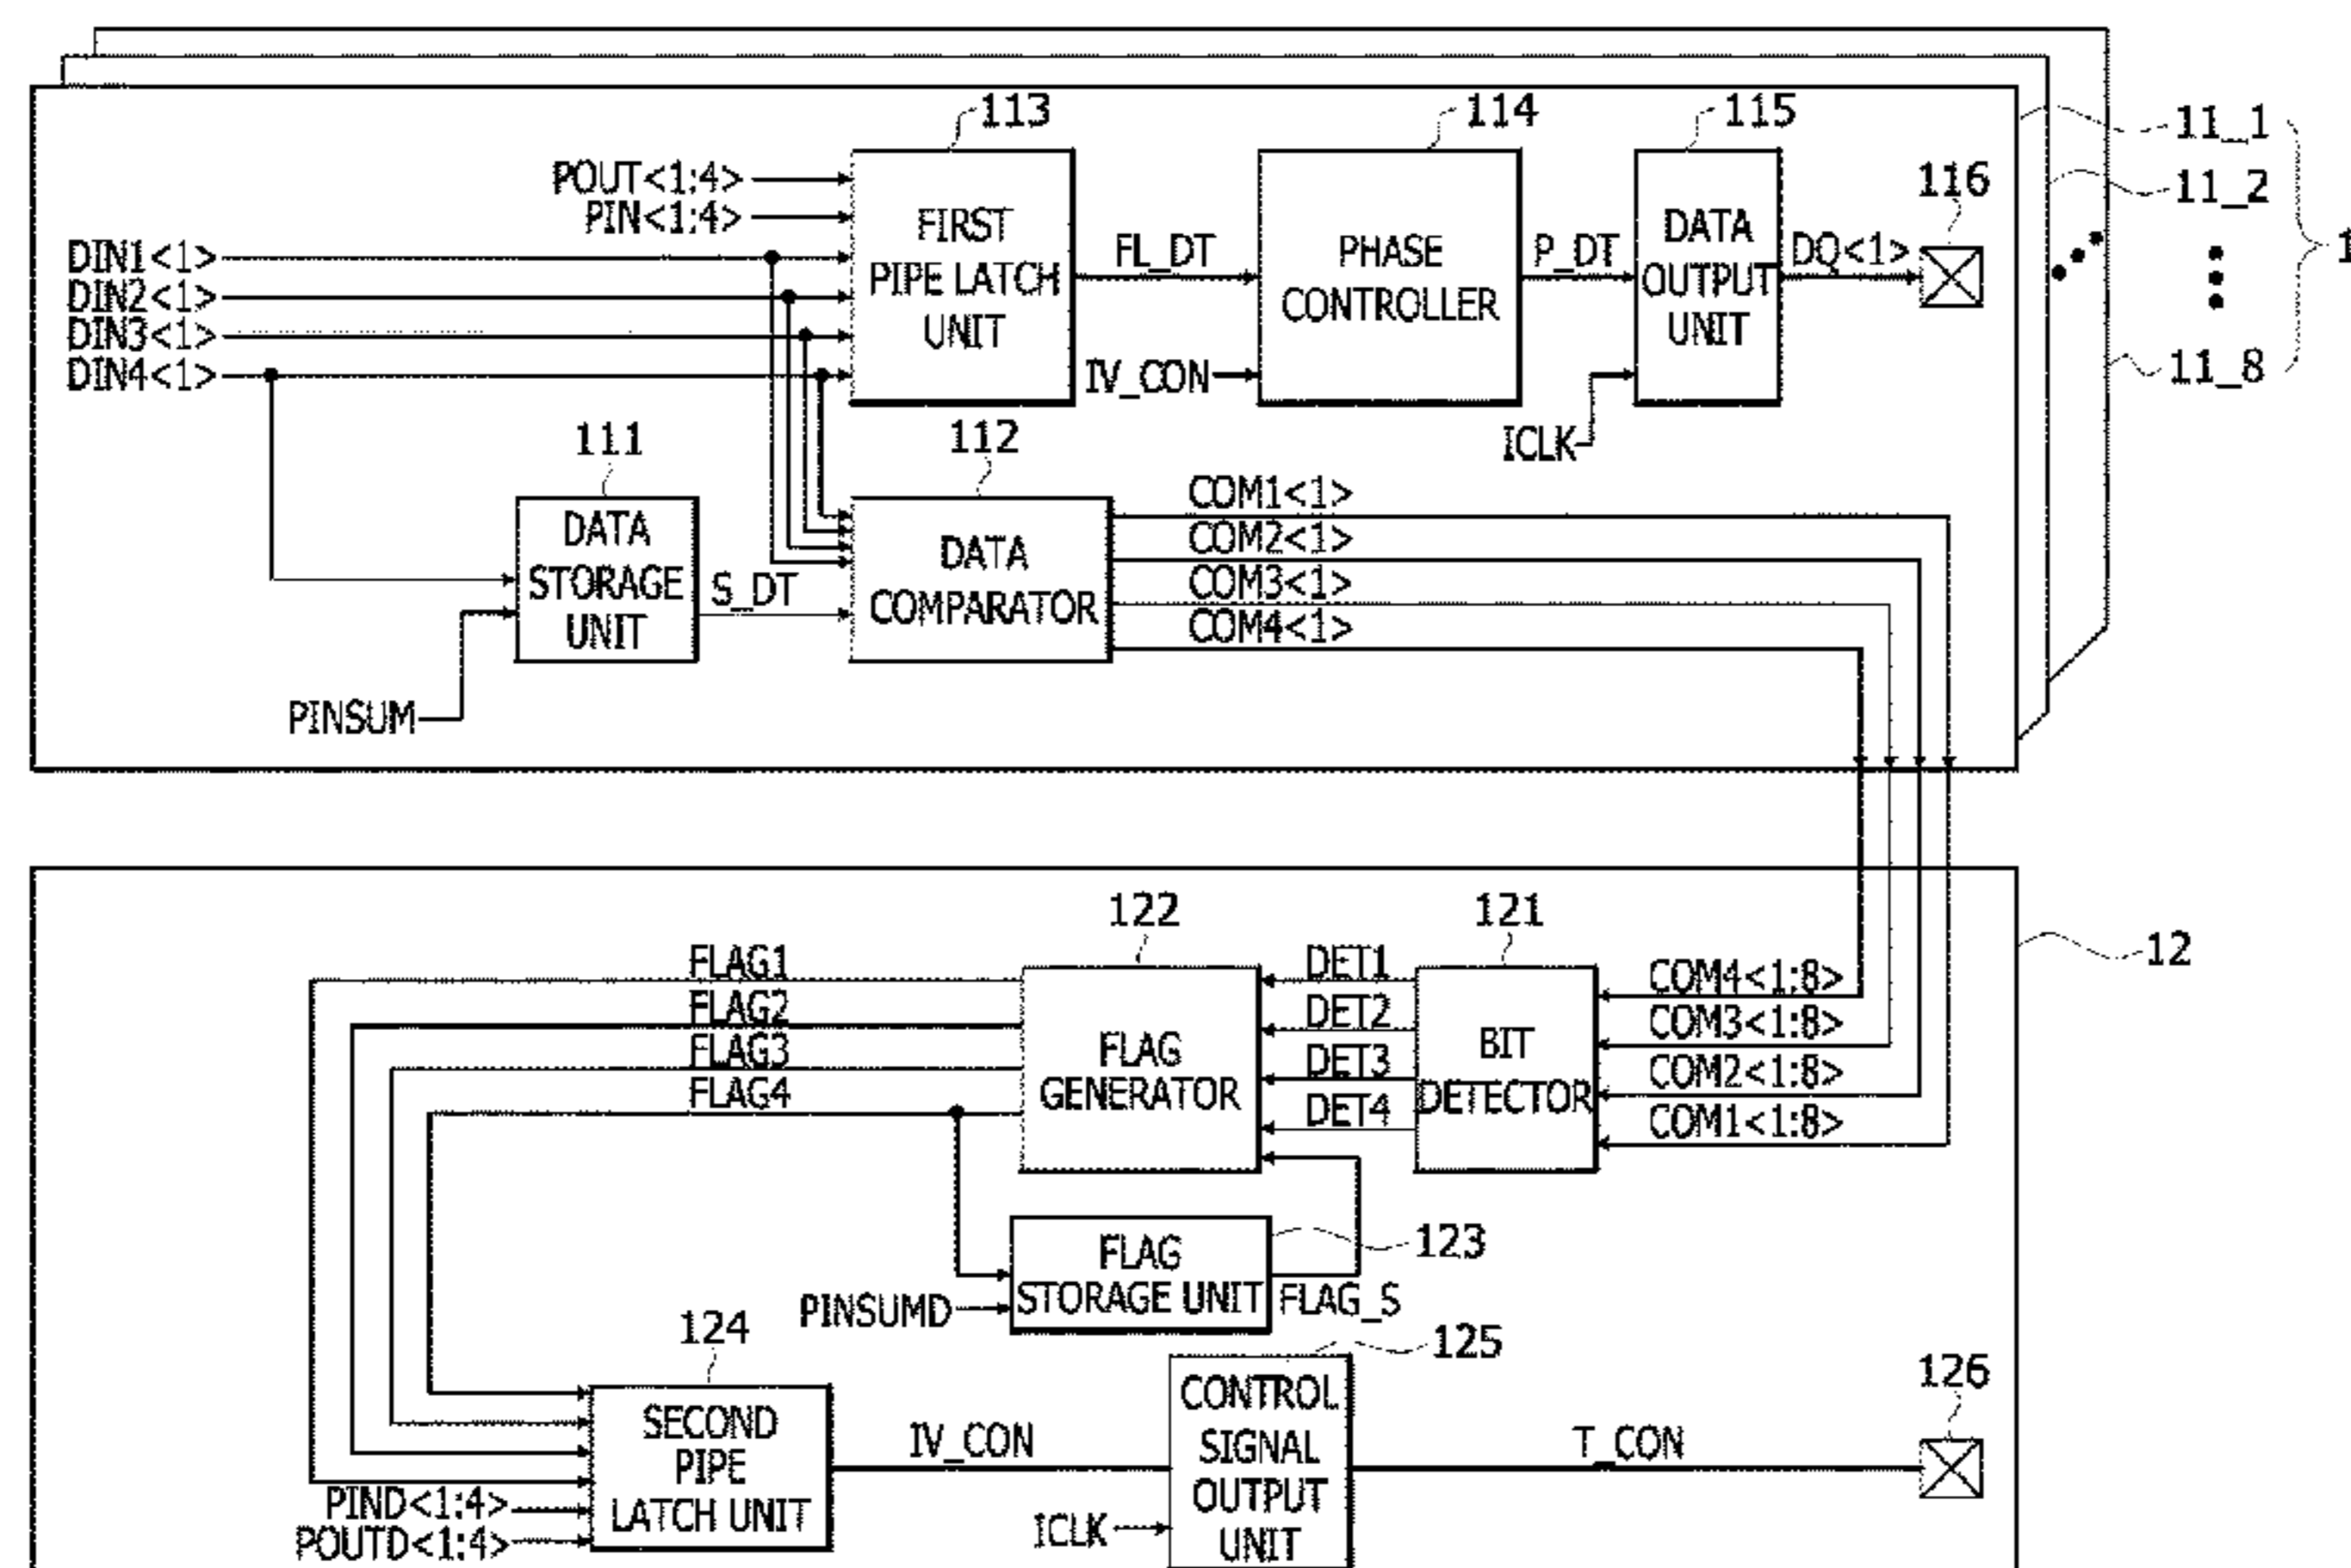 113
114
115
11_1
11_2
116
POUT<1:4>
PIN<1:4>
DIN1<1>
DIN2<1>
DIN3<1>
DIN4<1>
FIRST
PIPE LATCH
UNIT
FL_DT
PHASE
CONTROLLER
IV_CON
P_DT
DATA
OUTPUT
UNIT
DQ<1>
ICLK
1
11_8
111
112
DATA
STORAGE
UNIT
S_DT
DATA
COMPARATOR
COM1<1>
COM2<1>
COM3<1>
COM4<1>
PINSUM
122
121
12
FLAG1
FLAG2
FLAG3
FLAG4
FLAG
GENERATOR
DET1
DET2
DET3
DET4
BIT
DETECTOR
COM4<1:8>
COM3<1:8>
COM2<1:8>
COM1<1:8>
FLAG
STORAGE UNIT
123
PINSUMD
FLAG_S
124
125
126
SECOND
PIPE
LATCH UNIT
IV_CON
CONTROL
SIGNAL
OUTPUT
UNIT
T_CON
PIND<1:4>
POUTD<1:4>
ICLK